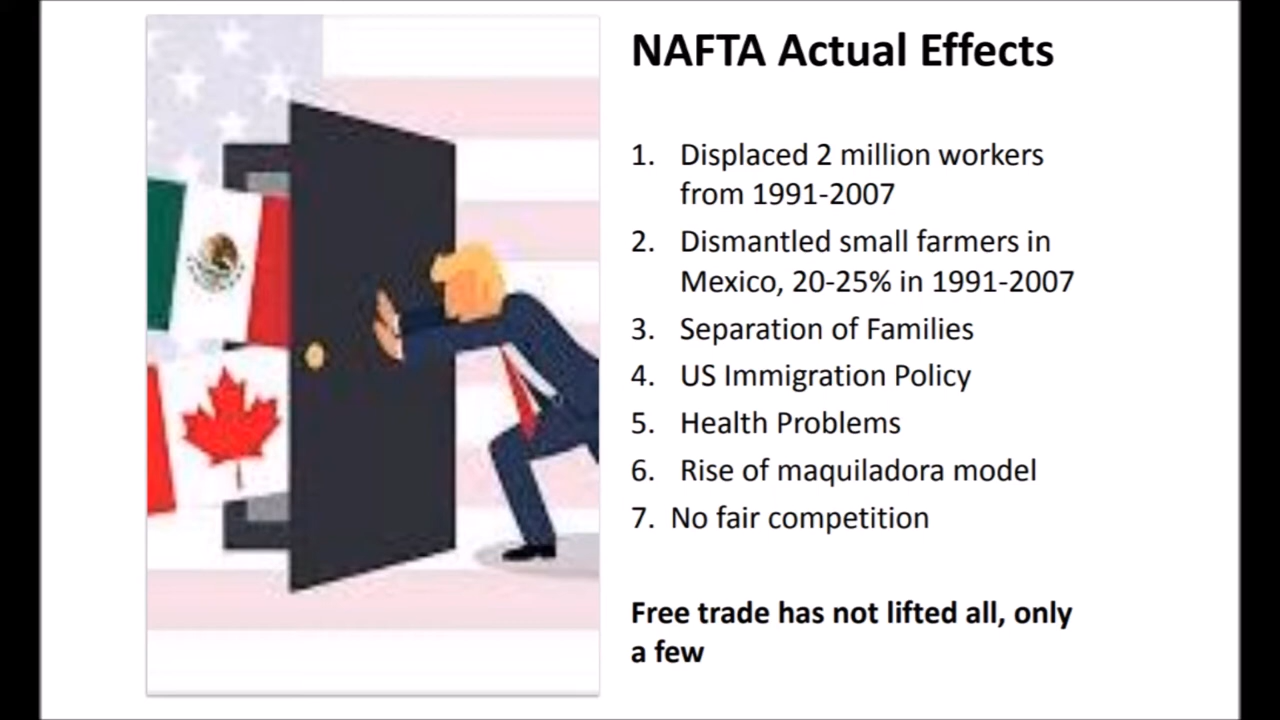 NAFTA Actual Effects
1. Displaced 2 million workers
from 1991-2007
2. Dismantled small farmers in
Mexico, 20-25% in 1991-2007
3. Separation of Families
4. US Immigration Policy
5. Health Problems
6. Rise of maquiladora model
7. No fair competition
Free trade has not lifted all, only
a few